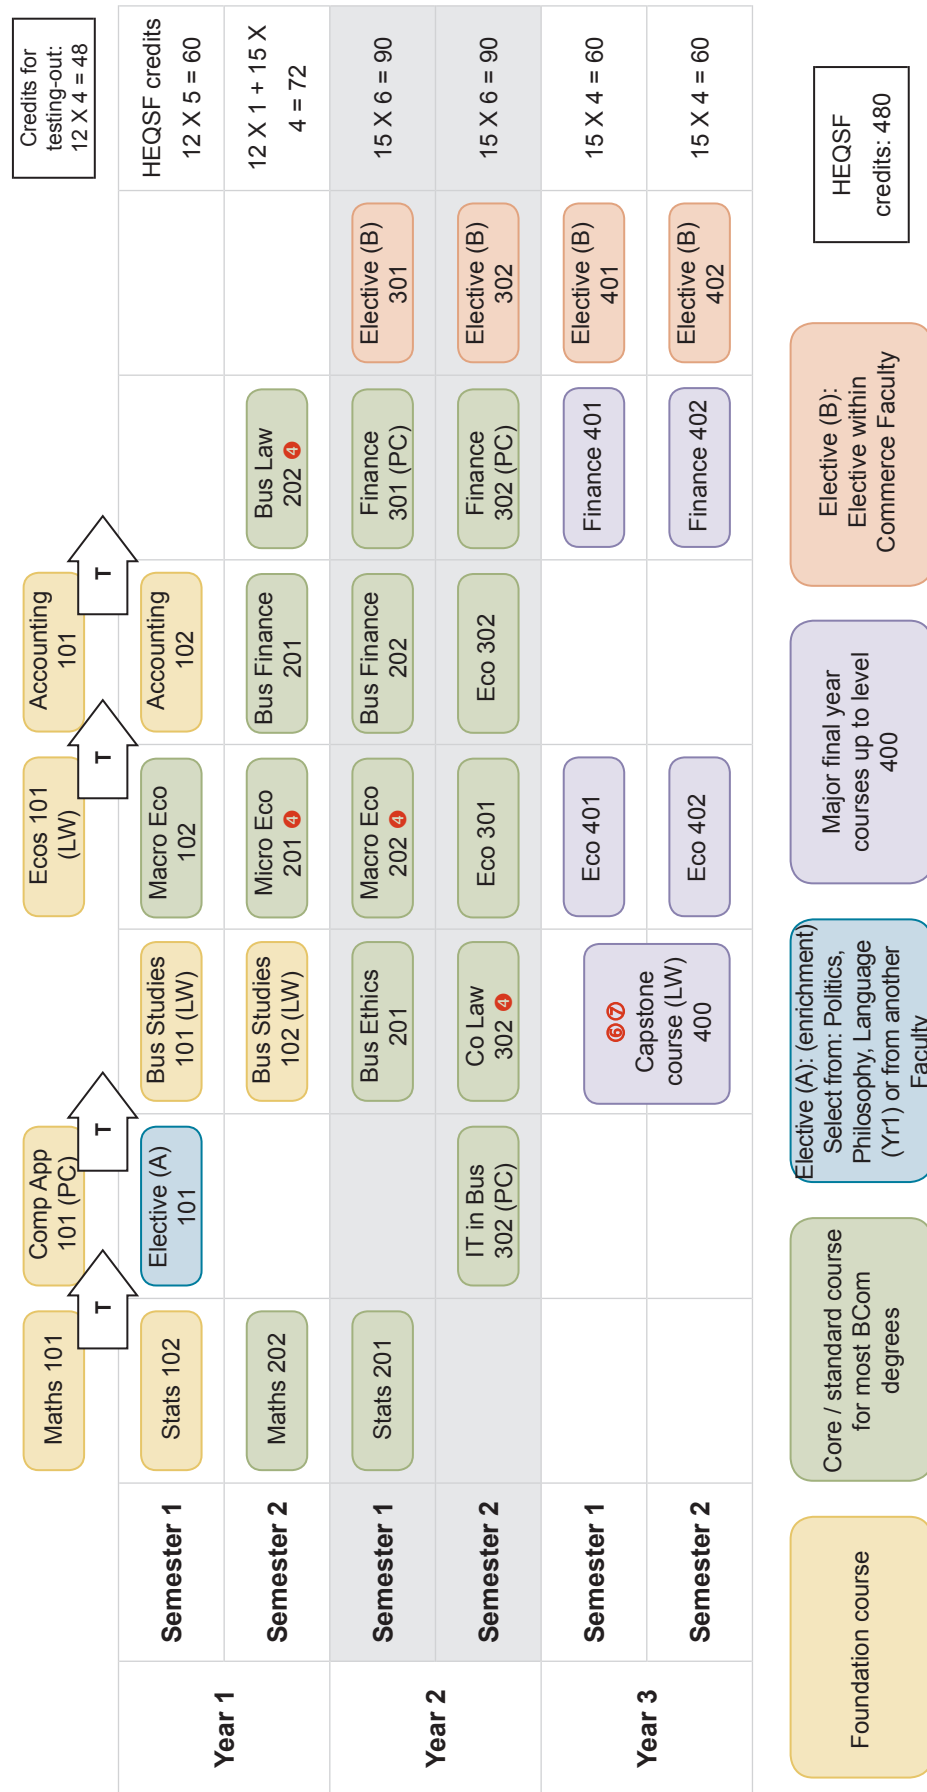 Maths 101
Comp App
101 (PC)
Ecos 101
(LW)
Accounting
101
Credits for
testing-out:
12 X 4 = 48
T
T
T
T
Year 1
Semester 1
Stats 102
Elective (A)
101
Bus Studies
101 (LW)
Macro Eco
102
Accounting
102
HEQSF credits
12 X 5 = 60
Semester 2
Maths 202
Bus Studies
102 (LW)
Micro Eco
201 ❹
Bus Finance
201
Bus Law
202 ❹
12 X 1 + 15 X
4 = 72
Year 2
Semester 1
Stats 201
Bus Ethics
201
Macro Eco
202 ❹
Bus Finance
202
Finance
301 (PC)
Elective (B)
301
15 X 6 = 90
Semester 2
IT in Bus
302 (PC)
Co Law
302 ❹
Eco 301
Eco 302
Finance
302 (PC)
Elective (B)
302
15 X 6 = 90
Year 3
Semester 1
❻❼
Capstone
course (LW)
400
Eco 401
Finance 401
Elective (B)
401
15 X 4 = 60
Semester 2
Eco 402
Finance 402
Elective (B)
402
15 X 4 = 60
Foundation course
Core / standard course
for most BCom
degrees
Elective (A): (enrichment)
Select from: Politics,
Philosophy, Language
(Yr1) or from another
Faculty
Major final year
courses up to level
400
Elective (B):
Elective within
Commerce Faculty
HEQSF
credits: 480